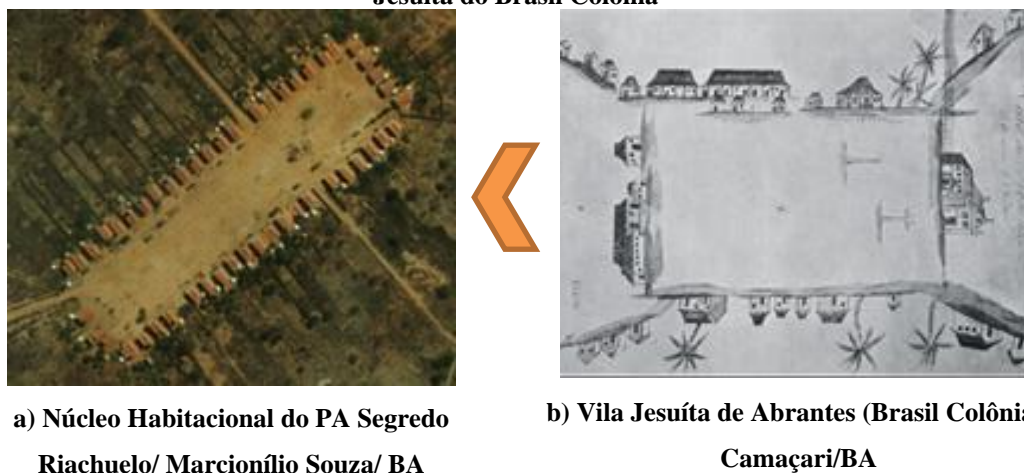 Jesuíta do Brasil Colônia
a) Núcleo Habitacional do PA Segredo
Riachuelo/ Marcionílio Souza/ BA
b) Vila Jesuíta de Abrantes (Brasil Colônia
Camaçari/BA